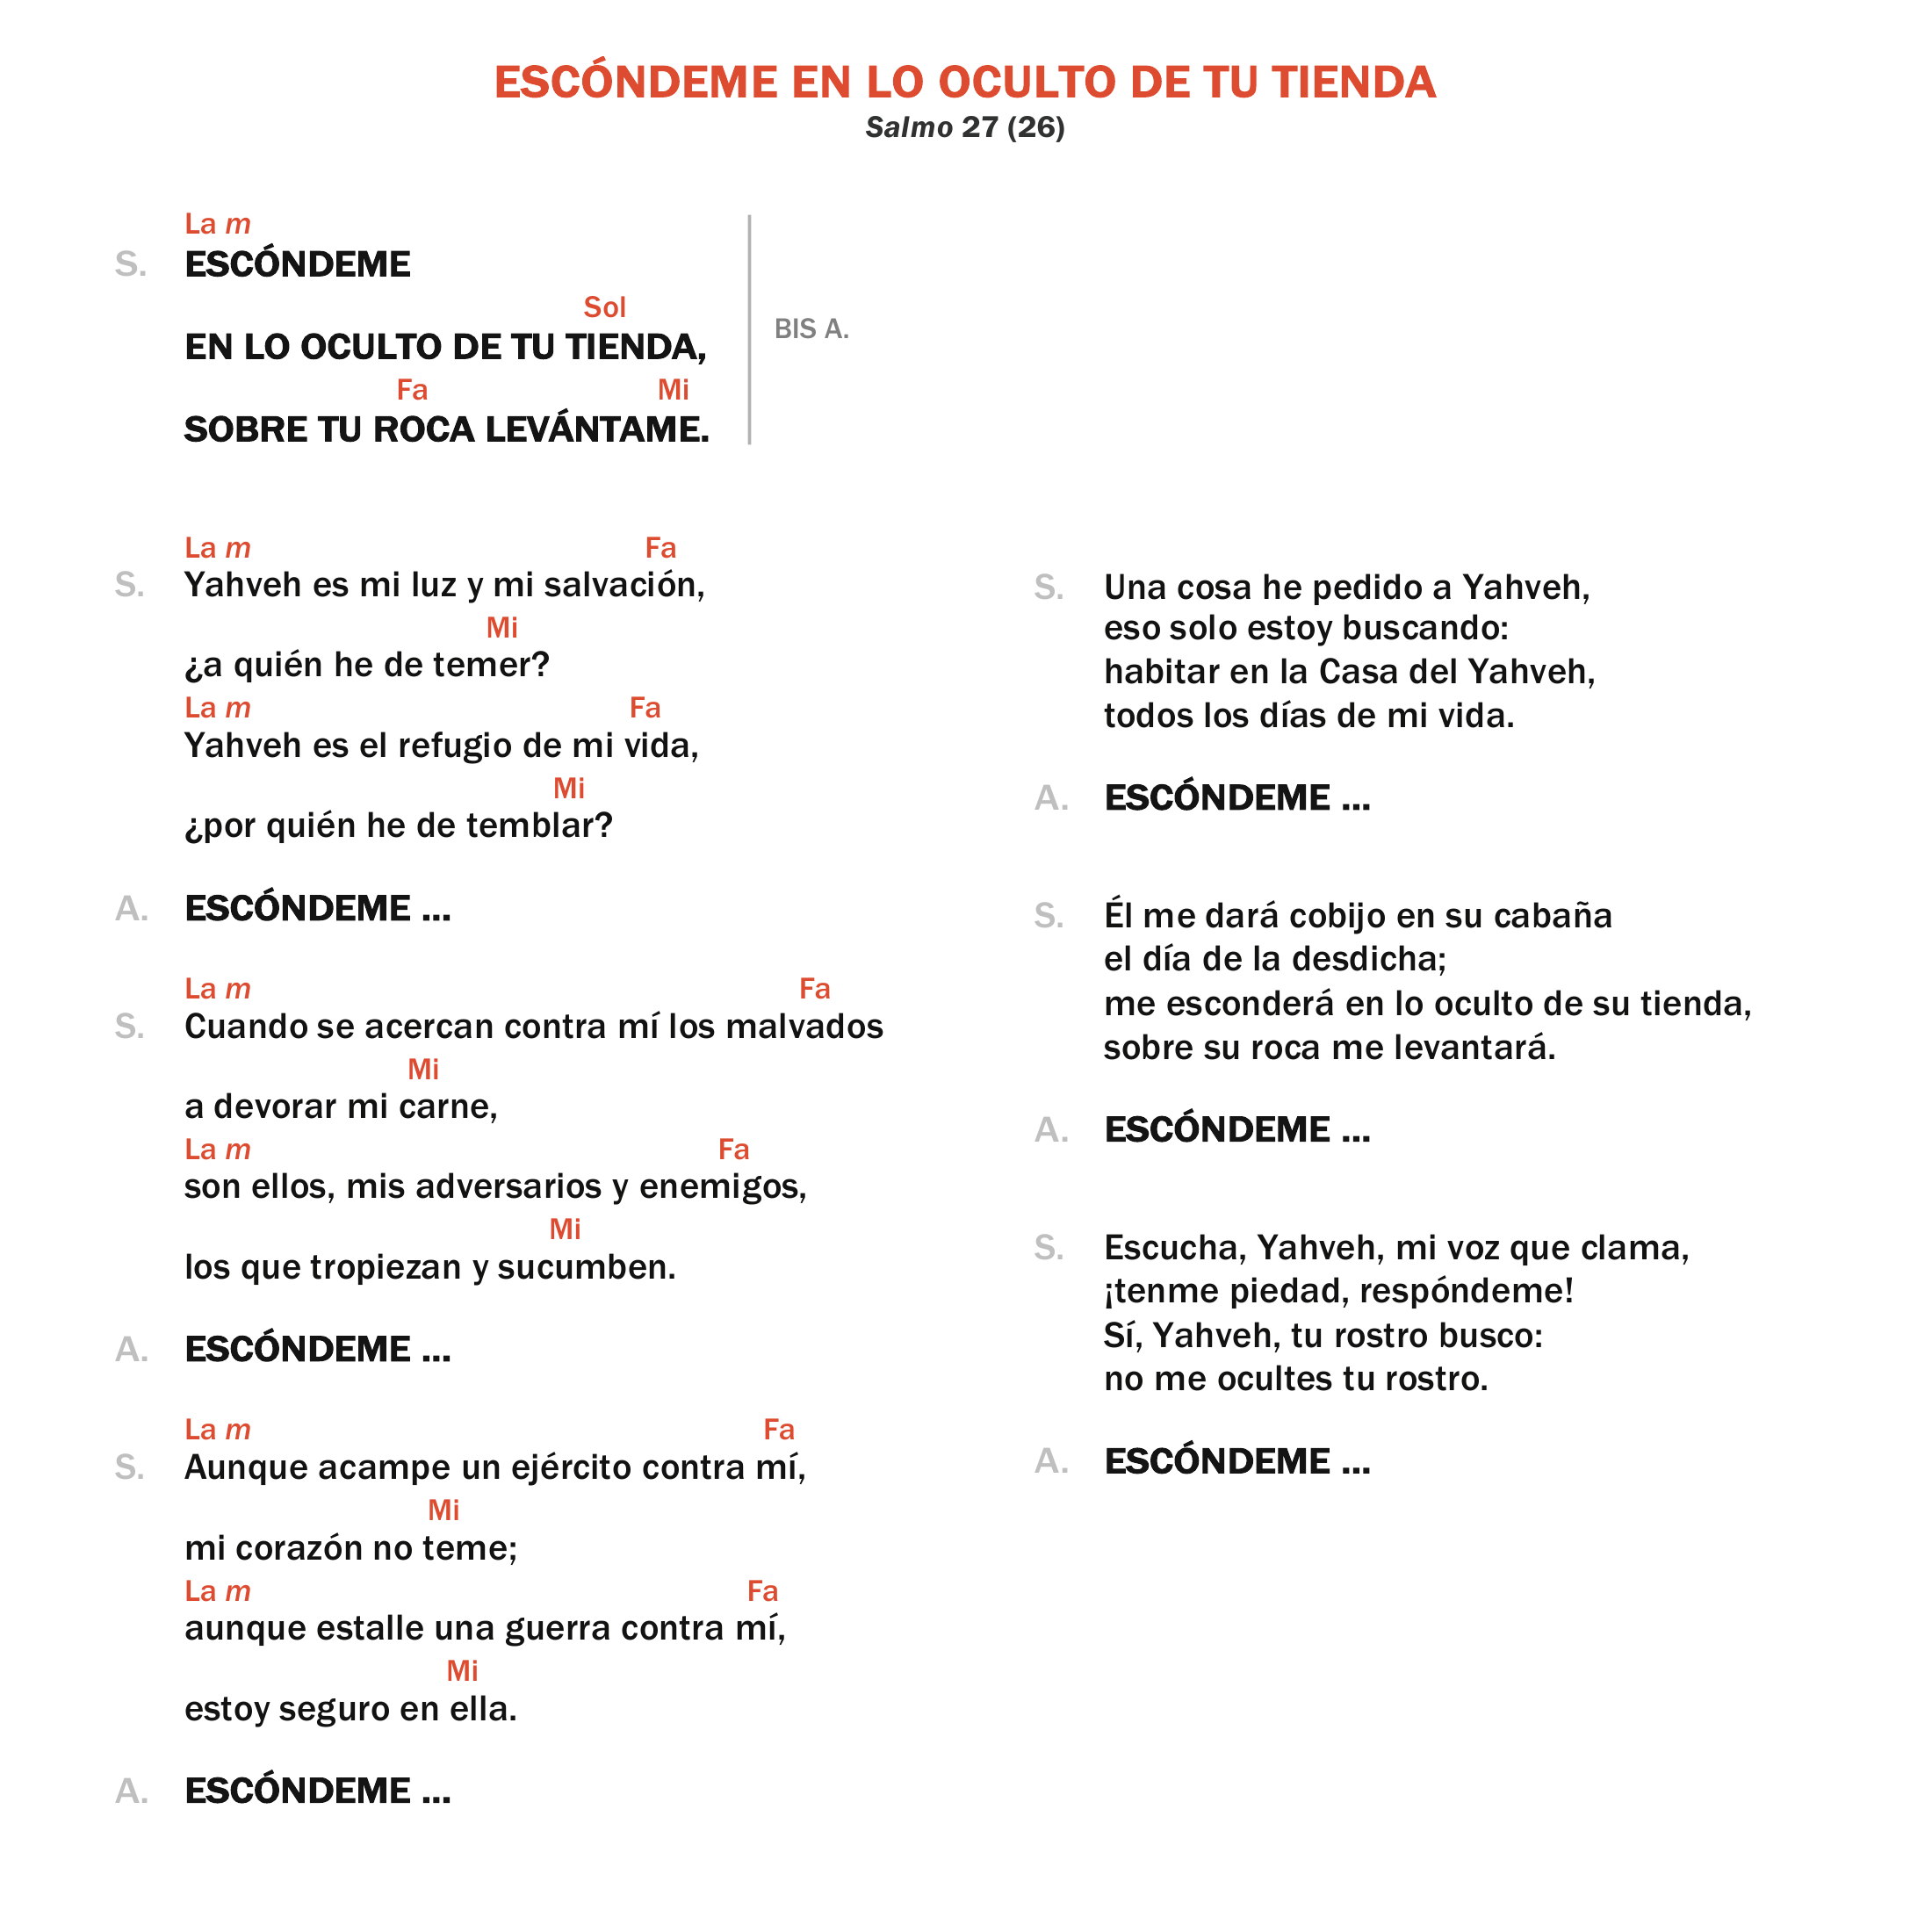 ESCÓNDEME EN LO OCULTO DE TU TIENDA
Salmo 27 (26)
La m
S. ESCÓNDEME
Sol
EN LO OCULTO DE TU TIENDA,
Fa Mi
SOBRE TU ROCA LEVÁNTAME.
BIS A.
La m Fa
S. Yahveh es mi luz y mi salvación,
Mi
¿a quién he de temer?
La m Fa
Yahveh es el refugio de mi vida,
Mi
¿por quién he de temblar?
A. ESCÓNDEME ...
La m Fa
S. Cuando se acercan contra mí los malvados
Mi
a devorar mi carne,
La m Fa
son ellos, mis adversarios y enemigos,
Mi
los que tropiezan y sucumben.
A. ESCÓNDEME ...
La m Fa
S. Aunque acampe un ejército contra mí,
Mi
mi corazón no teme;
La m Fa
aunque estalle una guerra contra mí,
Mi
estoy seguro en ella.
A. ESCÓNDEME ...
S. Una cosa he pedido a Yahveh,
eso solo estoy buscando:
habitar en la Casa del Yahveh,
todos los días de mi vida.
A. ESCÓNDEME ...
S. Él me dará cobijo en su cabaña
el día de la desdicha;
me esconderá en lo oculto de su tienda,
sobre su roca me levantará.
A. ESCÓNDEME ...
S. Escucha, Yahveh, mi voz que clama,
¡tenme piedad, respóndeme!
Sí, Yahveh, tu rostro busco:
no me ocultes tu rostro.
A. ESCÓNDEME ...